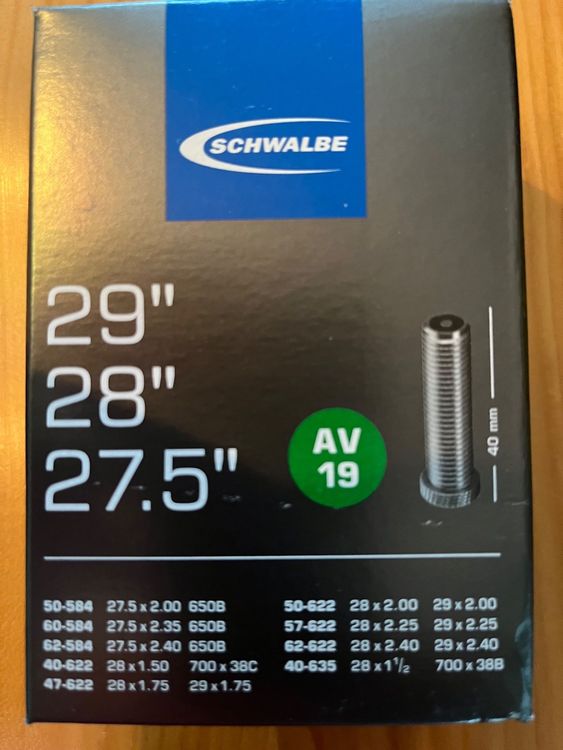 SCHWALBE
29"
28"
27.5"
AV
19
40 mm
50-584 27.5 x 2.00 650B
60-584 27.5 x 2.35 650B
62-584 27.5 x 2.40 650B
40-622 28 x 1.50 700 x 38C
47-622 28 x 1.75 29 x 1.75
50-622 28 x 2.00 29 x 2.00
57-622 28 x 2.25 29 x 2.25
62-622 28 x 2.40 29 x 2.40
40-635 28 x 1 1/2 700 x 38B